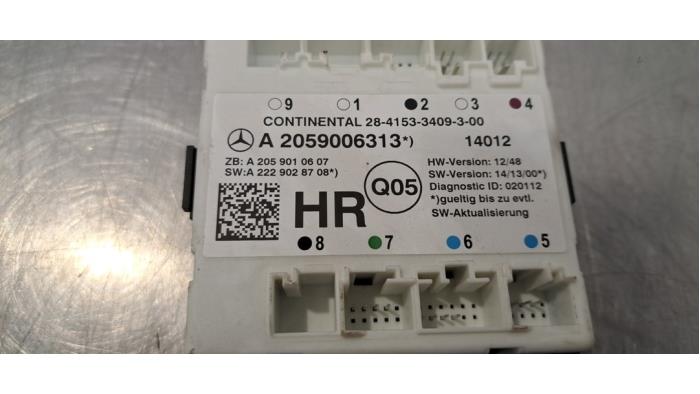 9 1 2 3 4
CONTINENTAL 28-4153-3409-3-00
A 2059006313*) 14012
ZB: A 205 901 06 07 HW-Version: 12/48
SW:A 222 902 87 08*) SW-Version: 14/13/00*)
Diagnostic ID: 020112
*)gueltig bis zu evtl.
SW-Aktualisierung
HR Q05
8 7 6 5